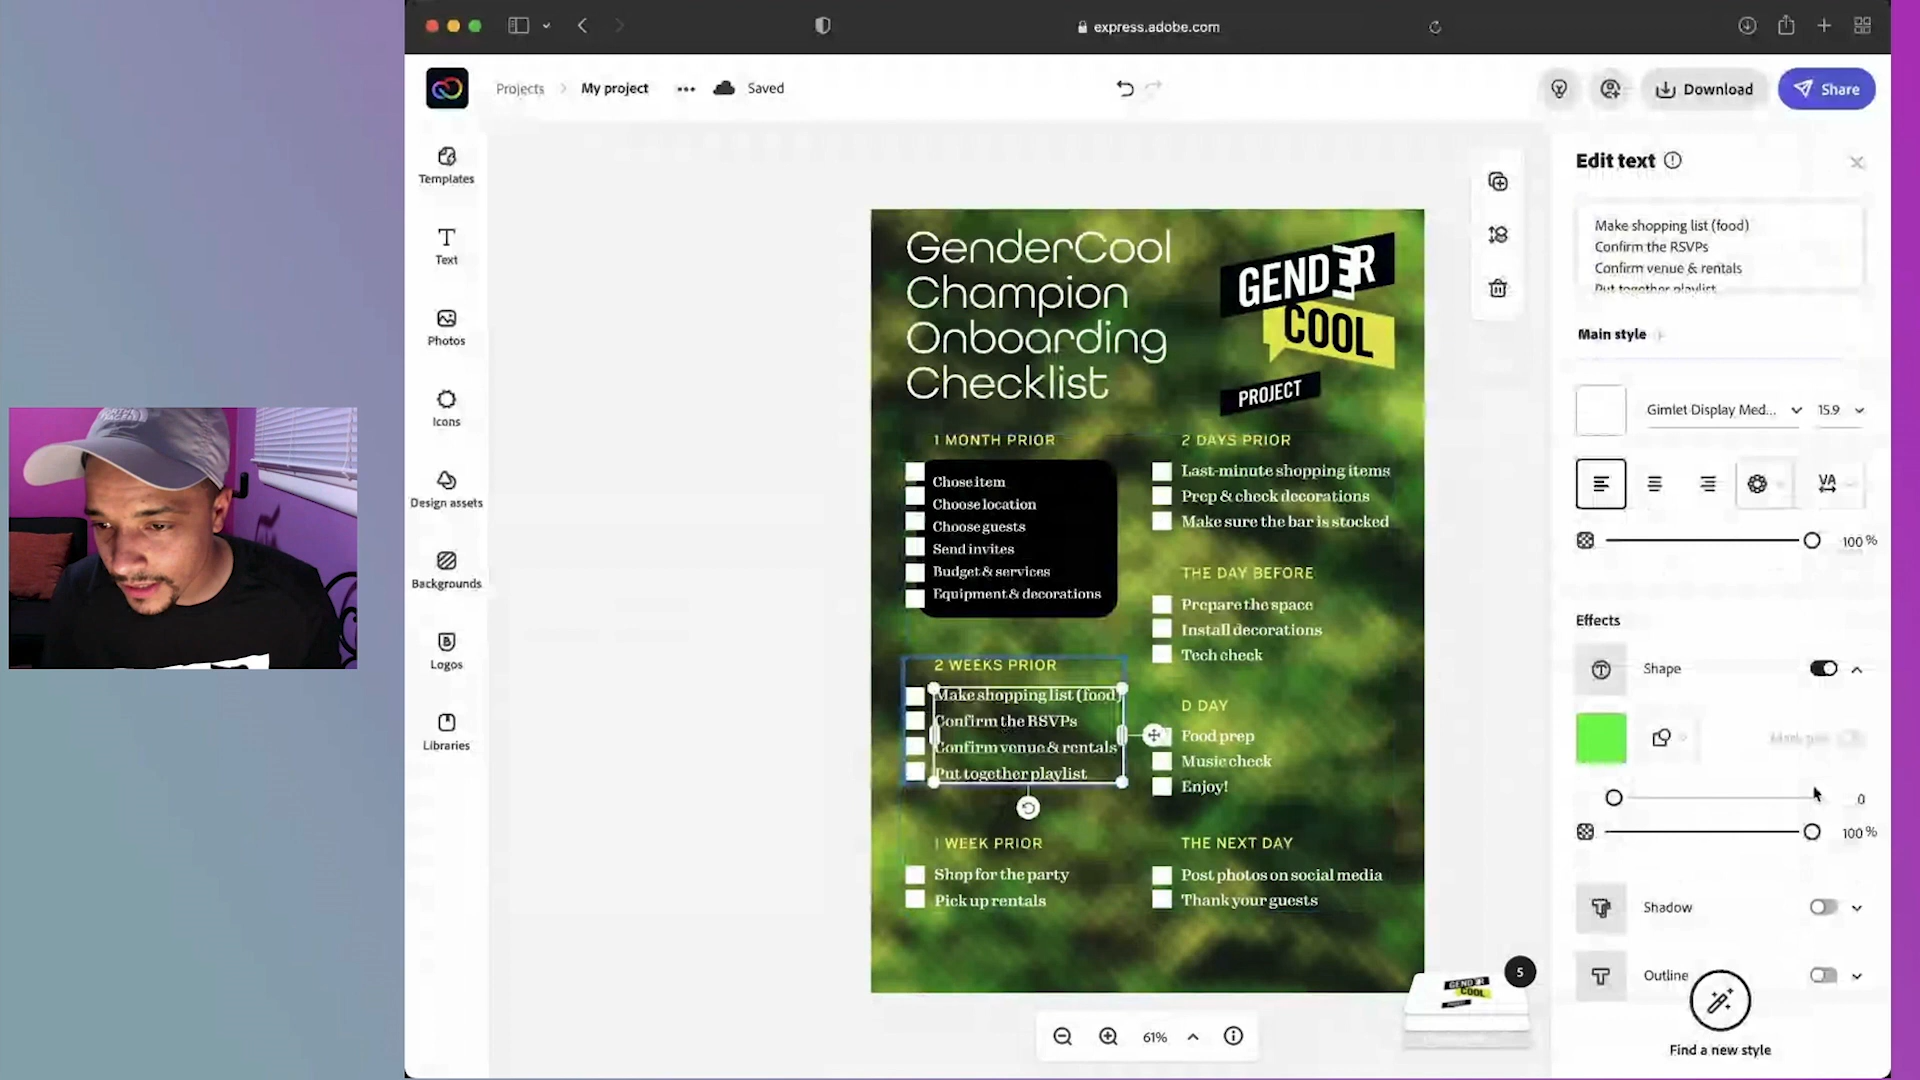 express.adobe.com
Projects
My project
Saved
Download
Share
Templates
Text
Photos
Icons
Design assets
Backgrounds
Logos
Libraries
GenderCool
Champion
Onboarding
Checklist
GENDER
COOL
PROJECT
1 MONTH PRIOR
Chose item
Choose location
Choose guests
Send invites
Budget & services
Equipment & decorations
2 WEEKS PRIOR
Make shopping list (food)
Confirm the RSVPs
Confirm venue & rentals
Put together playlist
1 WEEK PRIOR
Shop for the party
Pick up rentals
2 DAYS PRIOR
Last-minute shopping items
Prep & check decorations
Make sure the bar is stocked
THE DAY BEFORE
Prepare the space
Install decorations
Tech check
D DAY
Food prep
Music check
Enjoy!
THE NEXT DAY
Post photos on social media
Thank your guests
61%
GENDER
COOL
5
Edit text
Make shopping list (food)
Confirm the RSVPs
Confirm venue & rentals
Put together playlist
Main style
Gimlet Display Med...
15.9
VA
100 %
Effects
Shape
0
100 %
Shadow
Outline
Find a new style